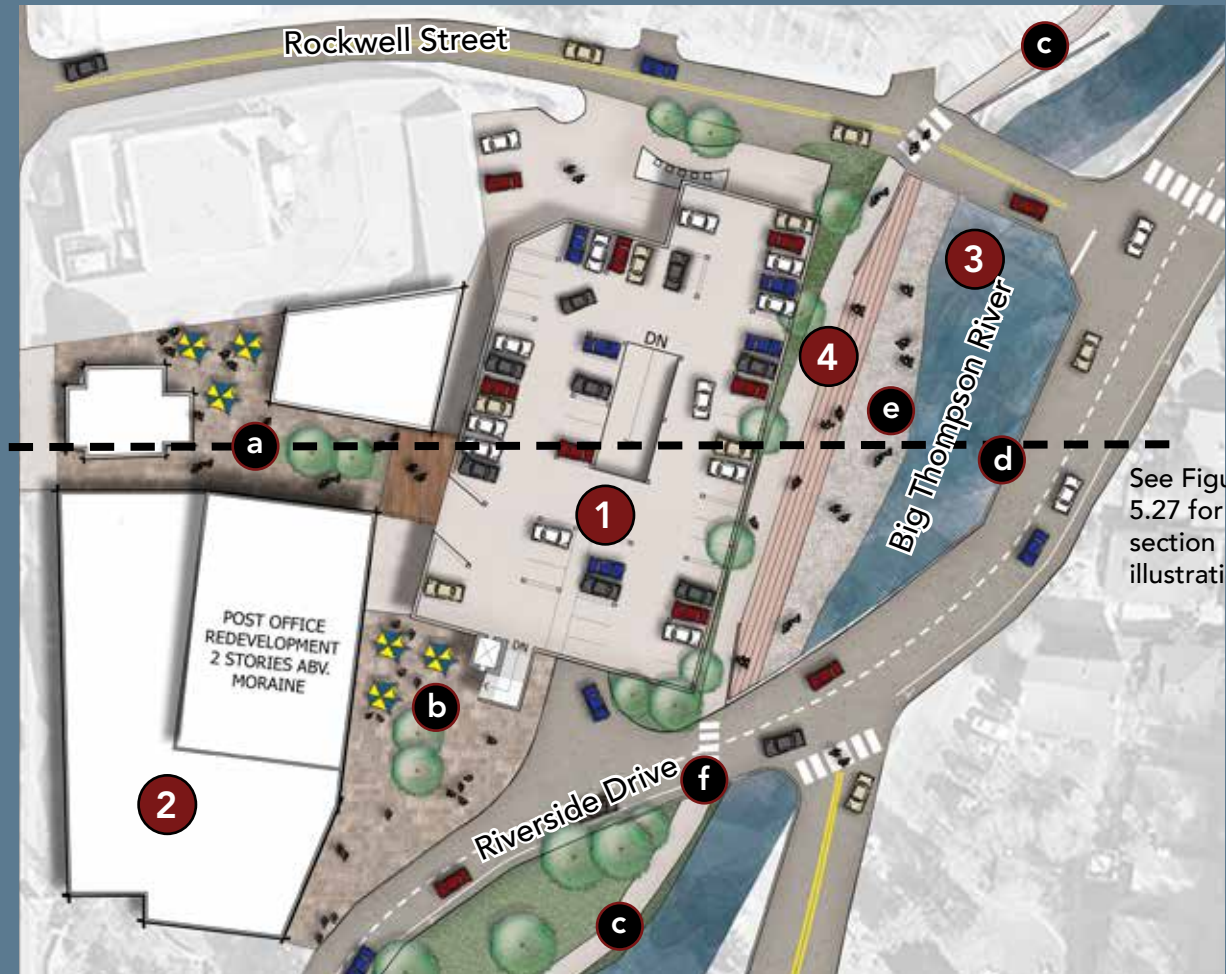 Rockwell Street
c
3
DN
4
e
a
d
Big Thompson River
See Figu
5.27 for
section
illustrati
1
POST OFFICE
REDEVELOPMENT
2 STORIES ABV.
MORAINE
DN
b
f
Riverside Drive
2
c